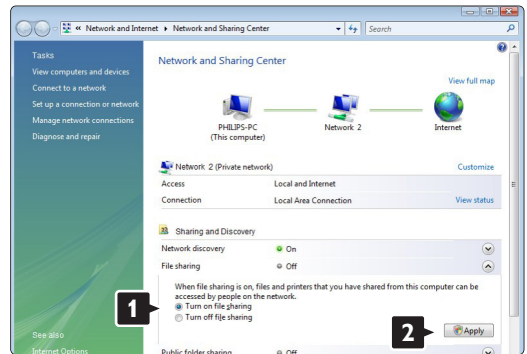 « Network and Internet ▸ Network and Sharing Center
Search
Tasks
View computers and devices
Connect to a network
Set up a connection or network
Manage network connections
Diagnose and repair
See also
Internet Options
Network and Sharing Center
View full map
PHILIPS-PC
(This computer)
Network 2
Internet
Network 2 (Private network)
Customize
Access Local and Internet
Connection Local Area Connection View status
Sharing and Discovery
Network discovery On
File sharing Off
When file sharing is on, files and printers that you have shared from this computer can be
accessed by people on the network.
1
Turn on file sharing
Turn off file sharing
2
Apply
Public folder sharing Off